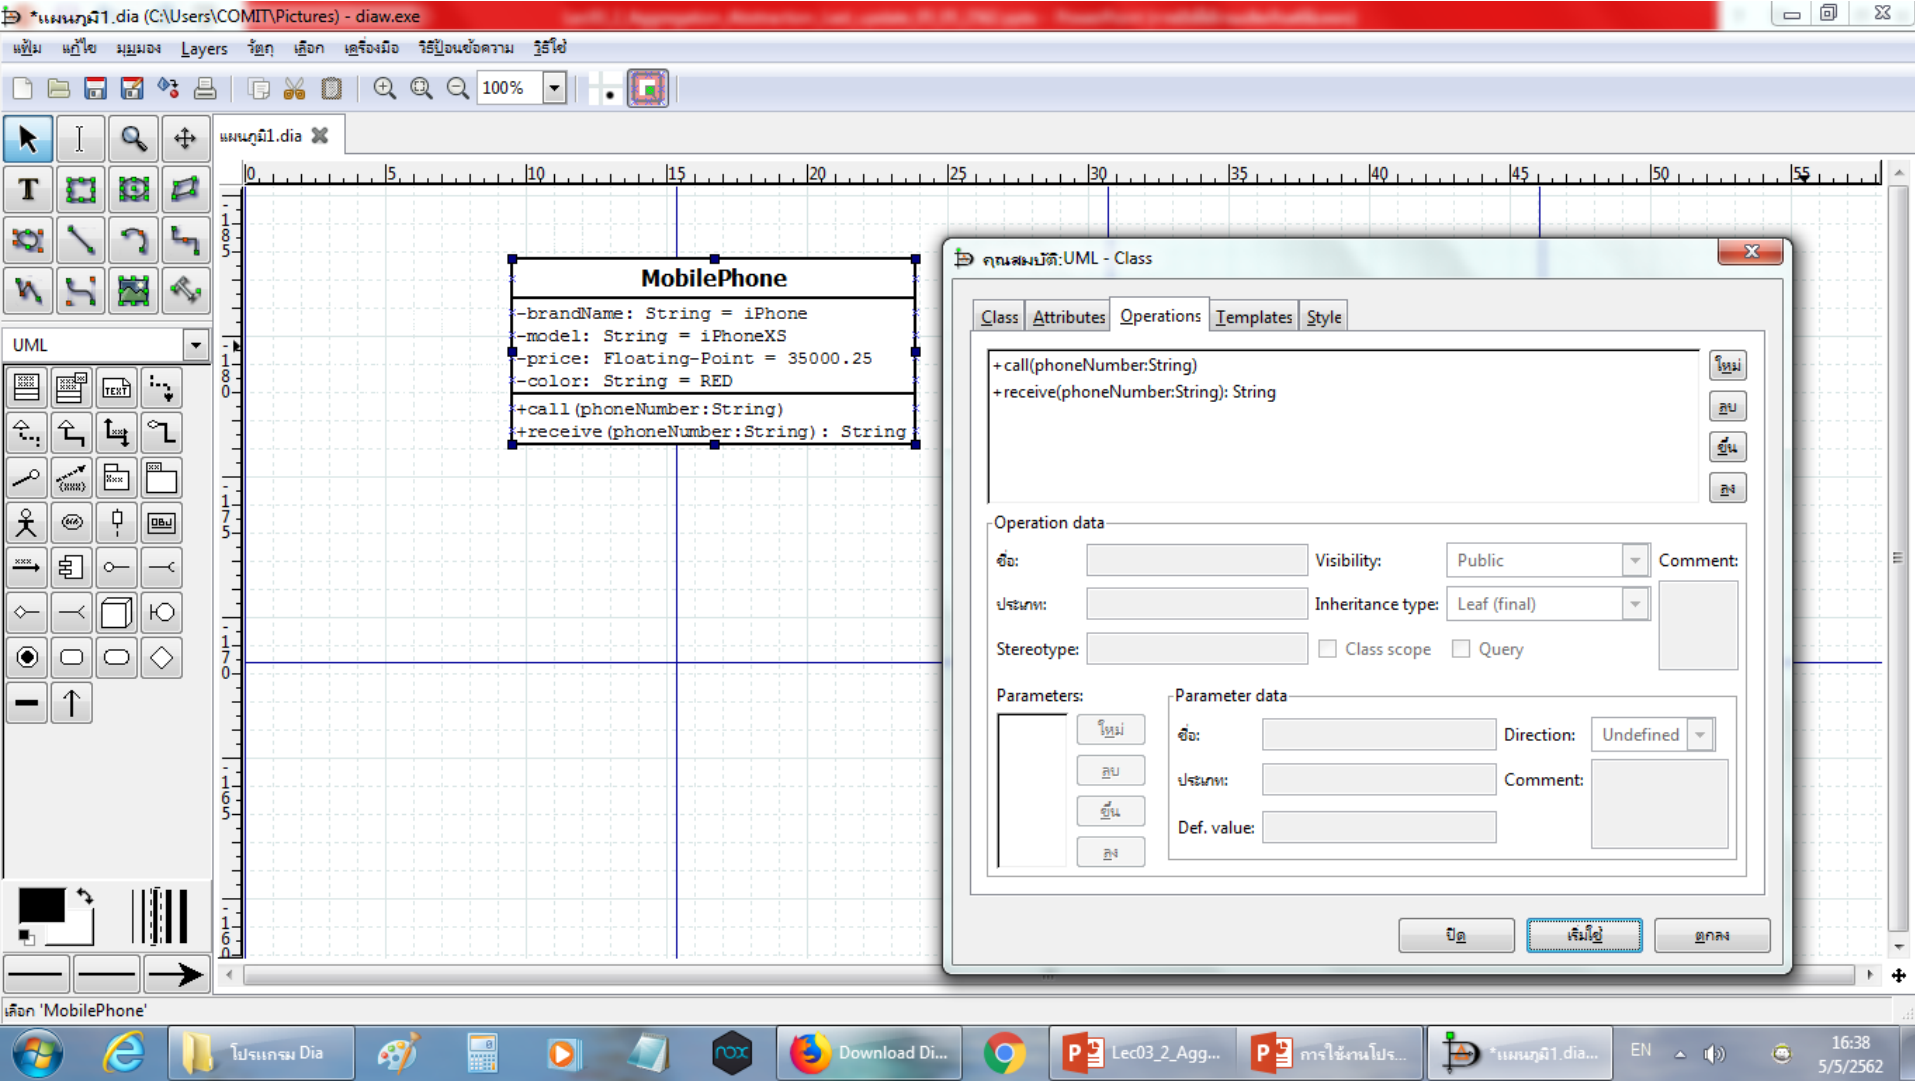 *แผนภูมิ1.dia (C:\Users\COMIT\Pictures) - diaw.exe
แฟ้ม แก้ไข มุมมอง Layers วัตถุ เลือก เครื่องมือ วิธีป้อนข้อความ วิธีใช้
100%
แผนภูมิ1.dia
0 5 10 15 20 25 30 35 40 45 50 55
T
-185
-180
-175
-170
-165
-160
UML
TEXT
OBJ
MobilePhone
-brandName: String = iPhone
-model: String = iPhoneXS
-price: Floating-Point = 35000.25
-color: String = RED
+call(phoneNumber:String)
+receive(phoneNumber:String): String
คุณสมบัติ:UML - Class
Class Attributes Operations Templates Style
+call(phoneNumber:String)
+receive(phoneNumber:String): String
ใหม่
ลบ
ขึ้น
ลง
Operation data
ชื่อ: Visibility: Public Comment:
ประเภท: Inheritance type: Leaf (final)
Stereotype: Class scope Query
Parameters: Parameter data
ใหม่
ลบ
ขึ้น
ลง
ชื่อ: Direction: Undefined
ประเภท: Comment:
Def. value:
ปิด เริ่มใช้ ตกลง
เลือก 'MobilePhone'
โปรแกรม Dia
nox
Download Di...
Lec03_2_Agg...
การใช้งานโปร...
*แผนภูมิ1.dia...
EN
16:38
5/5/2562